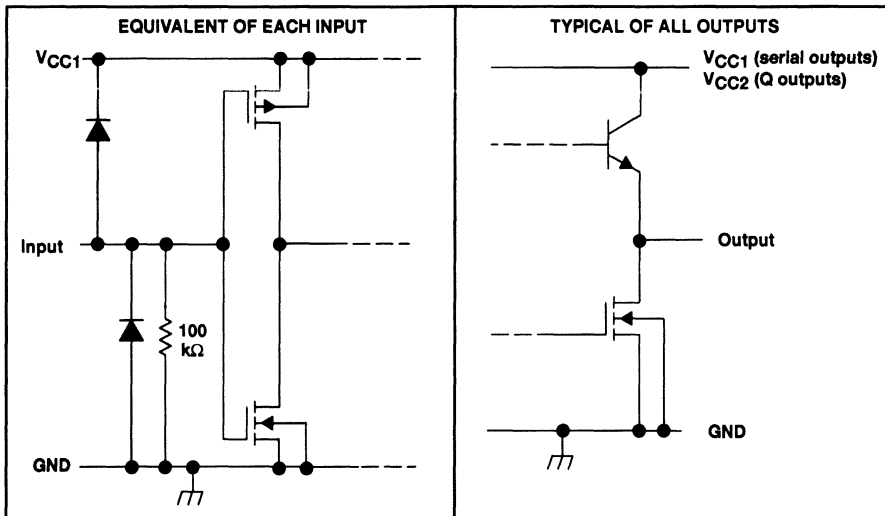 EQUIVALENT OF EACH INPUT
VCC1
Input
100
kΩ
GND
TYPICAL OF ALL OUTPUTS
VCC1 (serial outputs)
VCC2 (Q outputs)
Output
GND